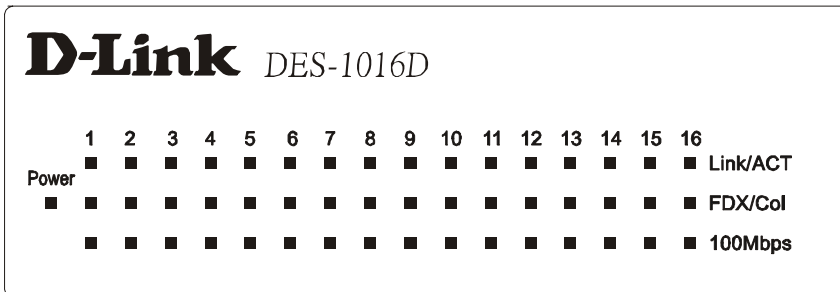 D-Link DES-1016D
1 2 3 4 5 6 7 8 9 10 11 12 13 14 15 16
Link/ACT
Power
FDX/Col
100Mbps